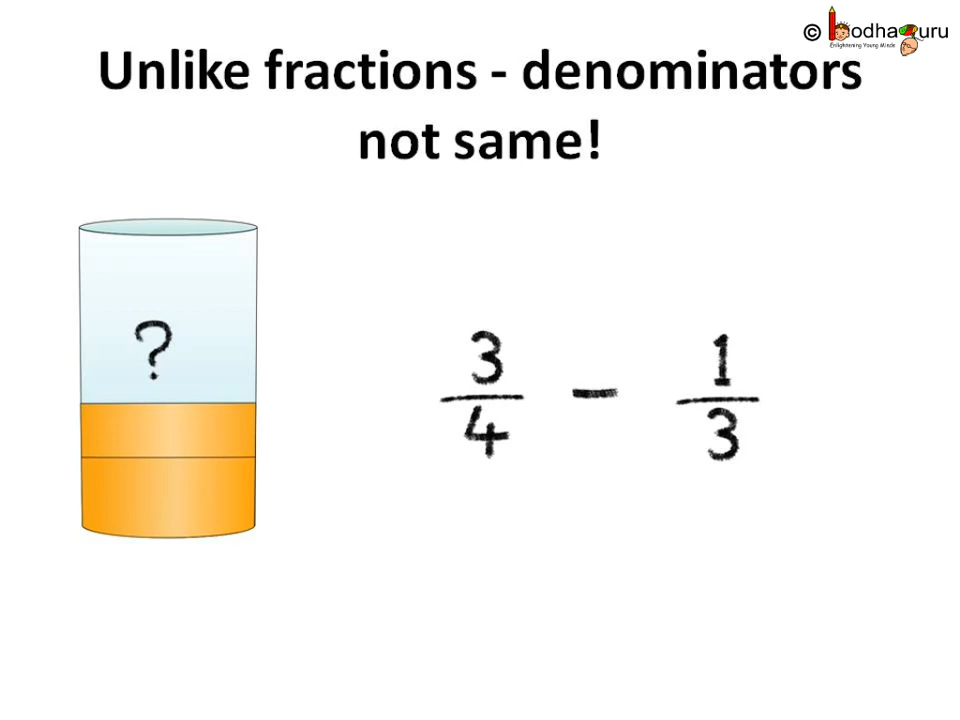 © BodhaGuru
Enlightening Young Minds
Unlike fractions - denominators
not same!
?
3/4 - 1/3